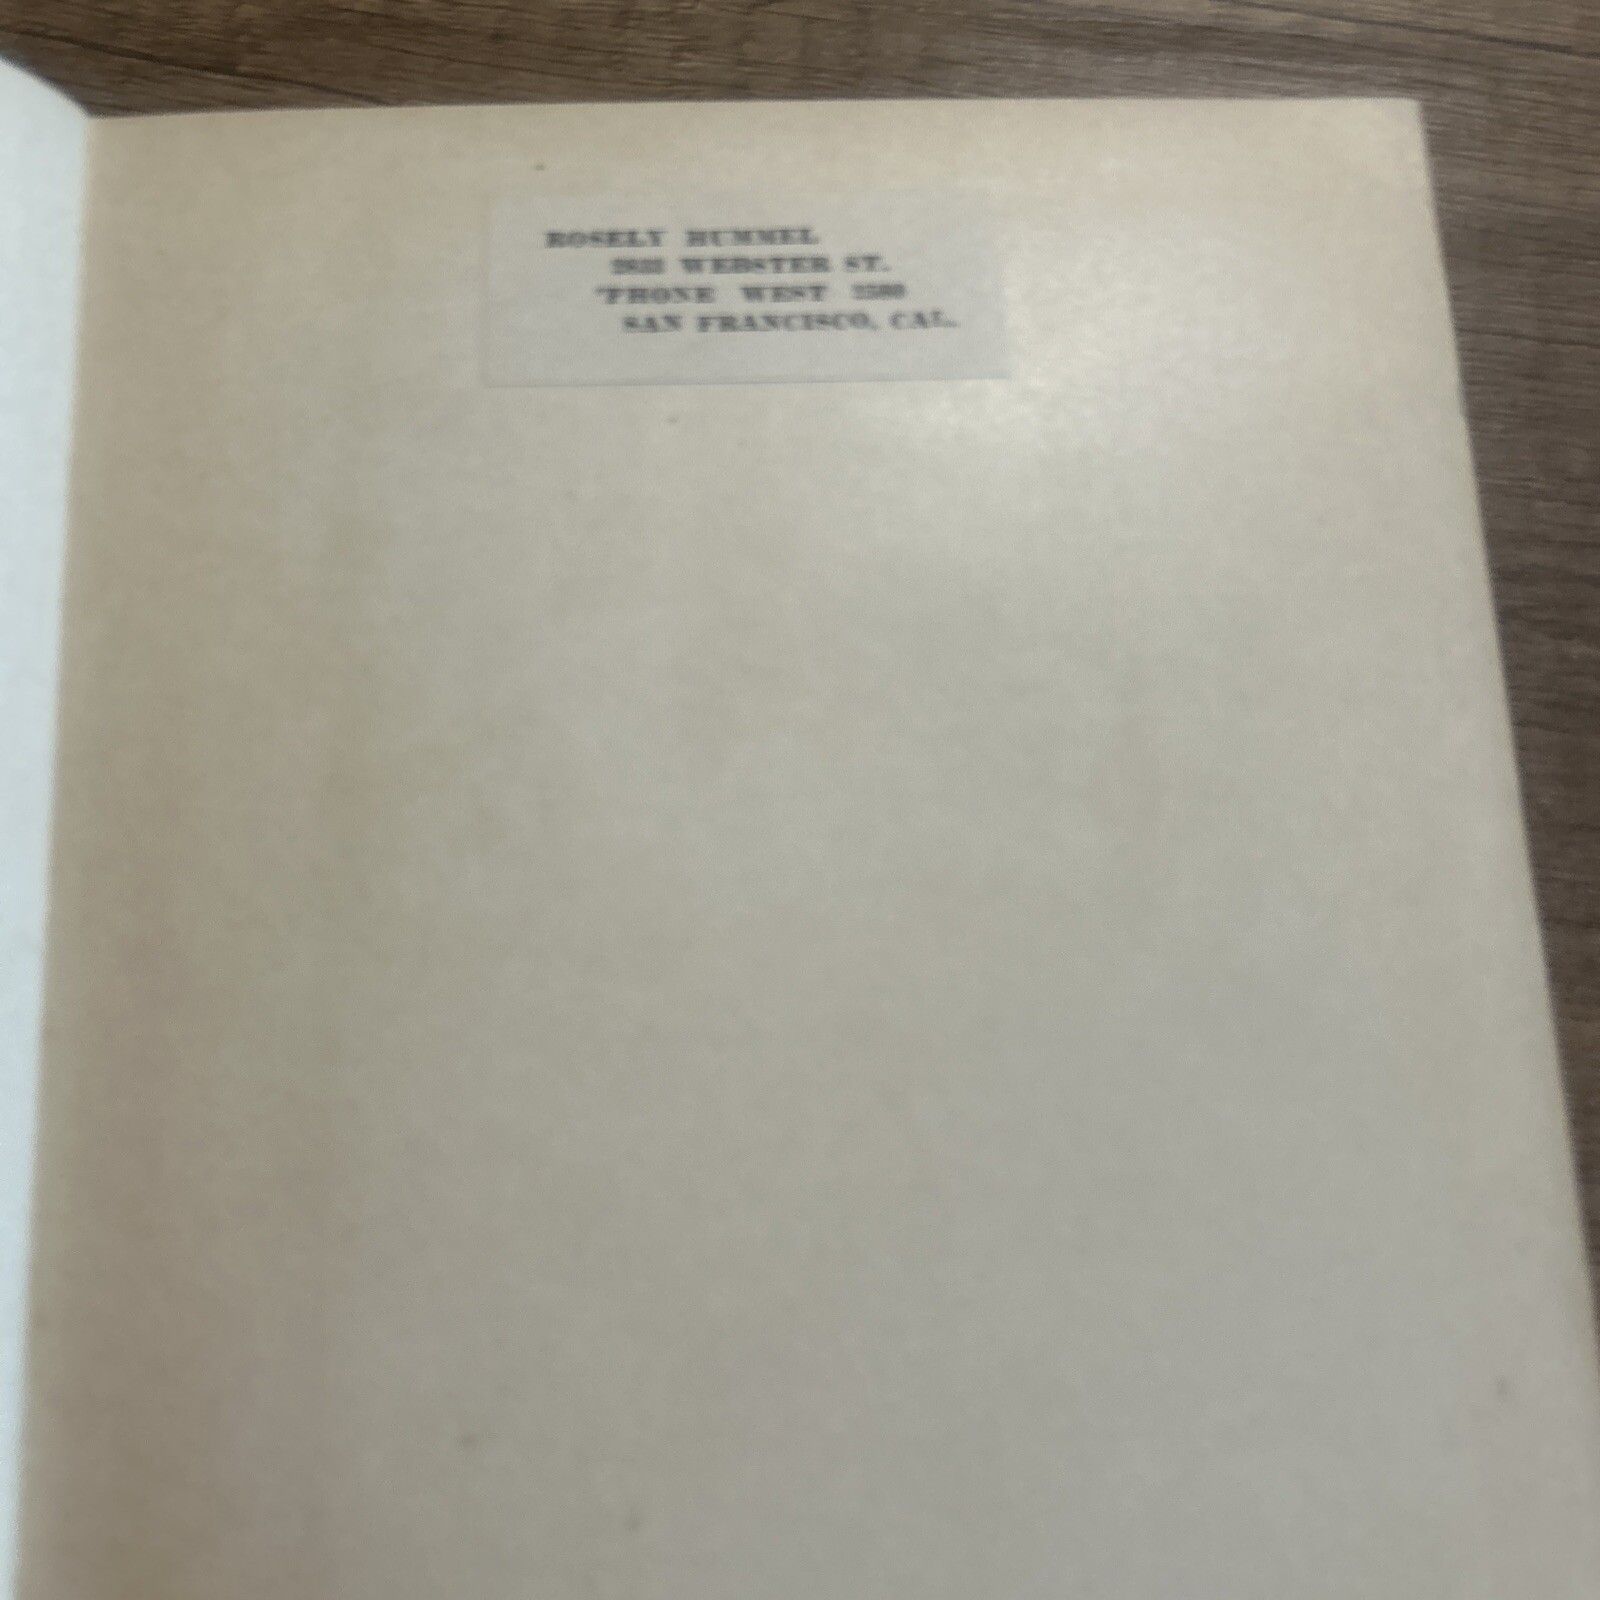 ROSELY HUMMEL
WEBSTER ST.
'PHONE WEST
SAN FRANCISCO, CAL.